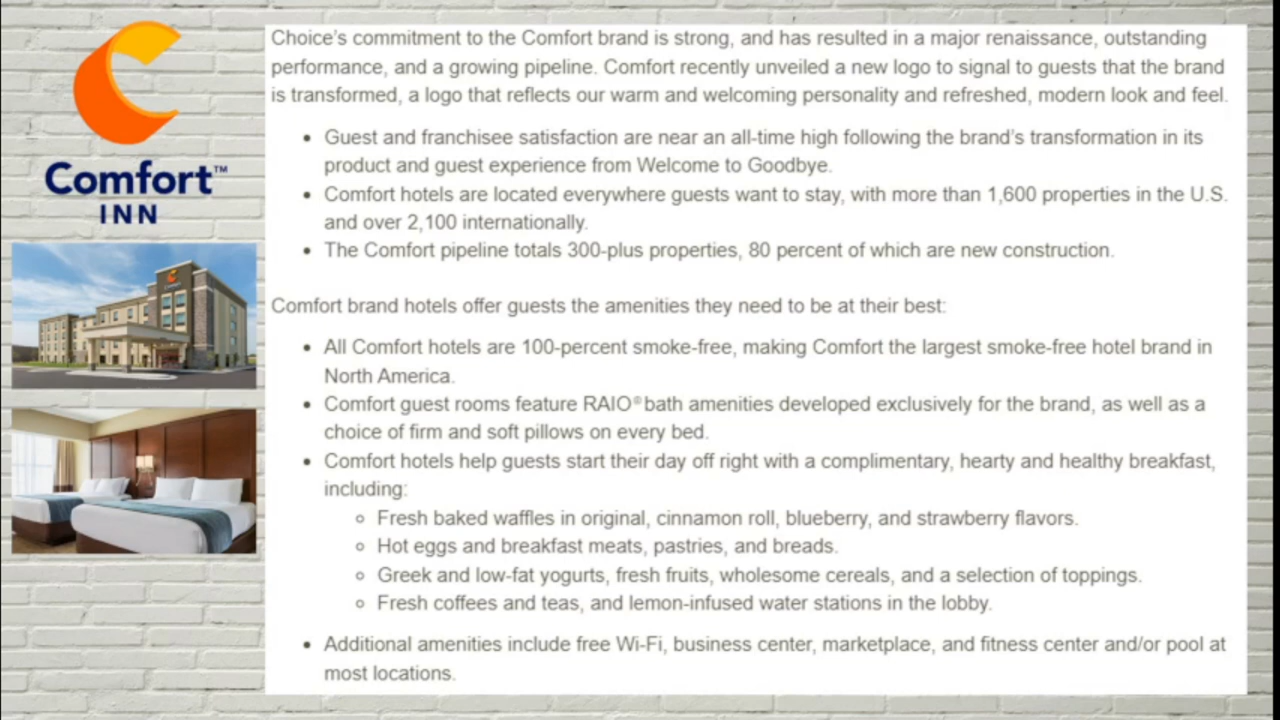 Comfort™
INN
Choice's commitment to the Comfort brand is strong, and has resulted in a major renaissance, outstanding
performance, and a growing pipeline. Comfort recently unveiled a new logo to signal to guests that the brand
is transformed, a logo that reflects our warm and welcoming personality and refreshed, modern look and feel.
• Guest and franchisee satisfaction are near an all-time high following the brand's transformation in its
product and guest experience from Welcome to Goodbye.
• Comfort hotels are located everywhere guests want to stay, with more than 1,600 properties in the U.S.
and over 2,100 internationally.
• The Comfort pipeline totals 300-plus properties, 80 percent of which are new construction.
Comfort brand hotels offer guests the amenities they need to be at their best:
• All Comfort hotels are 100-percent smoke-free, making Comfort the largest smoke-free hotel brand in
North America.
• Comfort guest rooms feature RAIO® bath amenities developed exclusively for the brand, as well as a
choice of firm and soft pillows on every bed.
• Comfort hotels help guests start their day off right with a complimentary, hearty and healthy breakfast,
including:
○ Fresh baked waffles in original, cinnamon roll, blueberry, and strawberry flavors.
○ Hot eggs and breakfast meats, pastries, and breads.
○ Greek and low-fat yogurts, fresh fruits, wholesome cereals, and a selection of toppings.
○ Fresh coffees and teas, and lemon-infused water stations in the lobby.
• Additional amenities include free Wi-Fi, business center, marketplace, and fitness center and/or pool at
most locations.